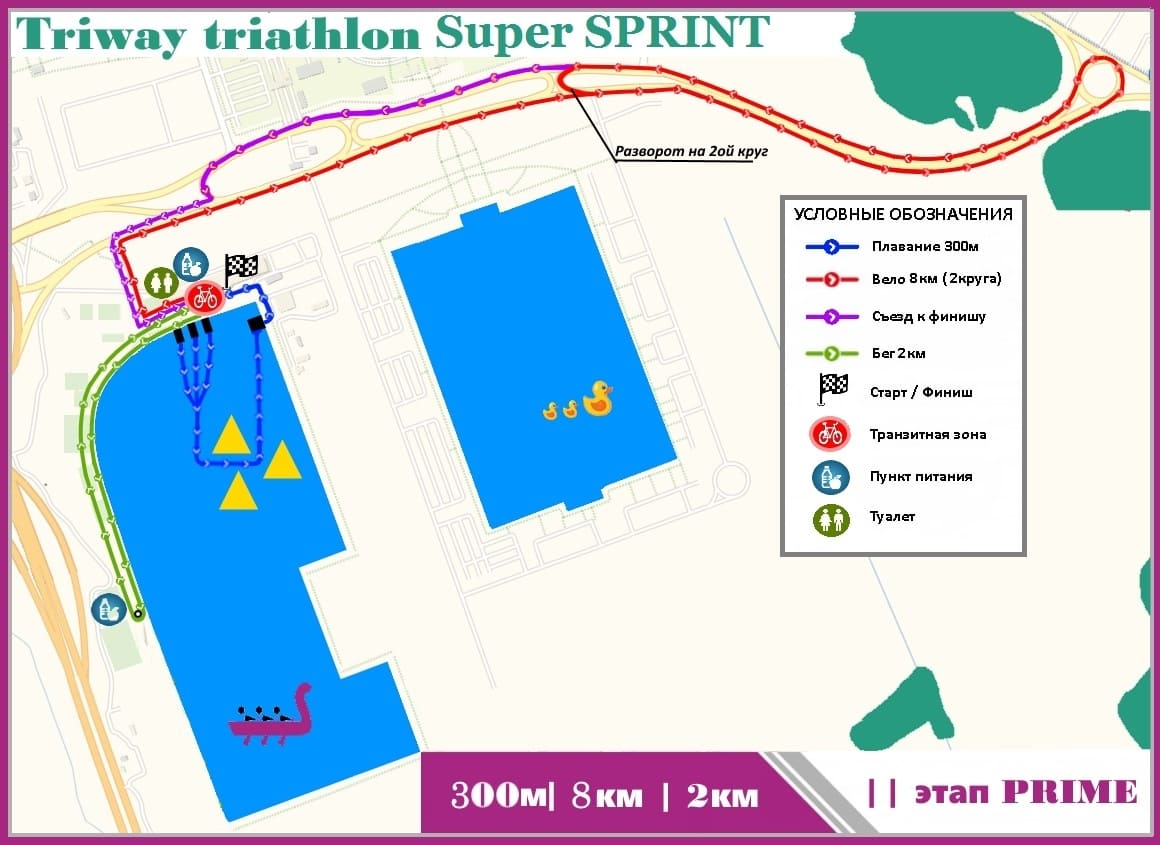 Triway triathlon Super SPRINT
Разворот на 2ой круг
УСЛОВНЫЕ ОБОЗНАЧЕНИЯ
Плавание 300м
Вело 8км (2круга)
Съезд к финишу
Бег 2км
Старт / Финиш
Транзитная зона
Пункт питания
Туалет
300м| 8км | 2км
| | этап PRIME